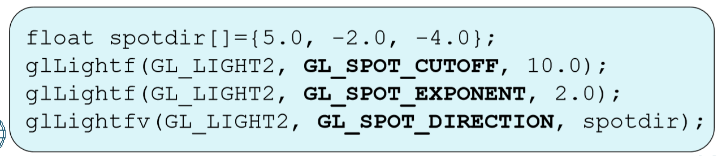 float spotdir[]={5.0, -2.0, -4.0};
glLightf(GL_LIGHT2, GL_SPOT_CUTOFF, 10.0);
glLightf(GL_LIGHT2, GL_SPOT_EXPONENT, 2.0);
glLightfv(GL_LIGHT2, GL_SPOT_DIRECTION, spotdir);